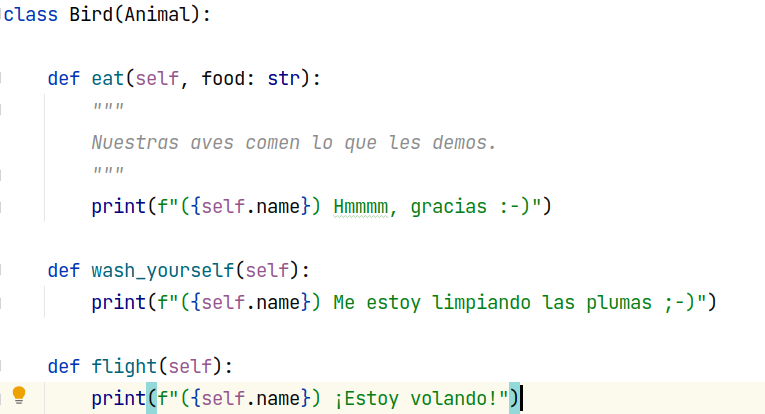 class Bird(Animal):
def eat(self, food: str):
"""
Nuestras aves comen lo que les demos.
"""
print(f"({self.name}) Hmmmm, gracias :-)")
def wash_yourself(self):
print(f"({self.name}) Me estoy limpiando las plumas ;-)")
def flight(self):
print(f"({self.name}) ¡Estoy volando!")